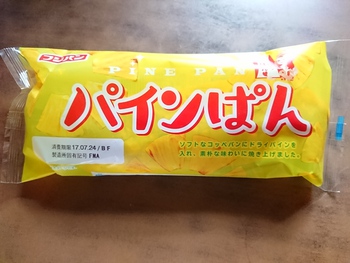 フジパン
PINE PAN
パインぱん
消費期限 17.07.24/BF
製造所固有記号 FMA
ソフトなコッペパンにドライパインを
入れ、素朴な味わいに焼き上げました。